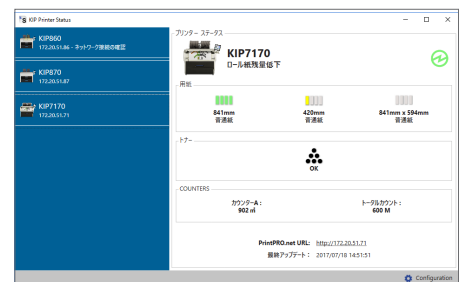 KIP Printer Status
KIP860
172.20.51.86 - ネットワーク接続の確認
KIP870
172.20.51.87
KIP7170
172.20.51.71
プリンタ－ ステータス
KIP7170
ロール紙残量低下
用紙
841mm
普通紙
420mm
普通紙
841mm x 594mm
普通紙
トナー
OK
COUNTERS
カウンターA :
902 ㎡
トータルカウント :
600 M
PrintPRO.net URL: http://172.20.51.71
最終アップデート : 2017/07/18 14:51:51
Configuration